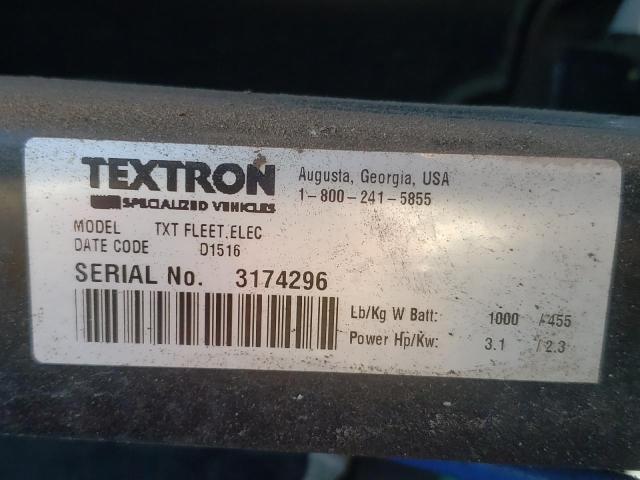 TEXTRON
SPECIALIZED VEHICLES
Augusta, Georgia, USA
1-800-241-5855
MODEL TXT FLEET.ELEC
DATE CODE D1516
SERIAL No. 3174296
Lb/Kg W Batt: 1000 /455
Power Hp/Kw: 3.1 /2.3